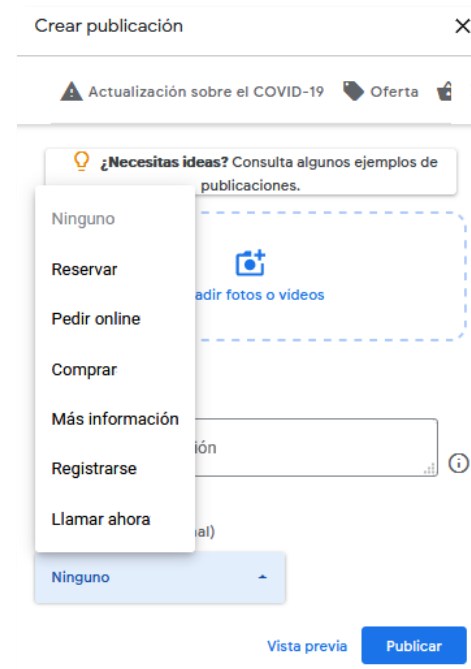 Crear publicación
Actualización sobre el COVID-19 Oferta
¿Necesitas ideas? Consulta algunos ejemplos de
publicaciones.
Ninguno
Reservar
adir fotos o videos
Pedir online
Comprar
Más información
ión
Registrarse
Llamar ahora
al)
Ninguno
Vista previa Publicar